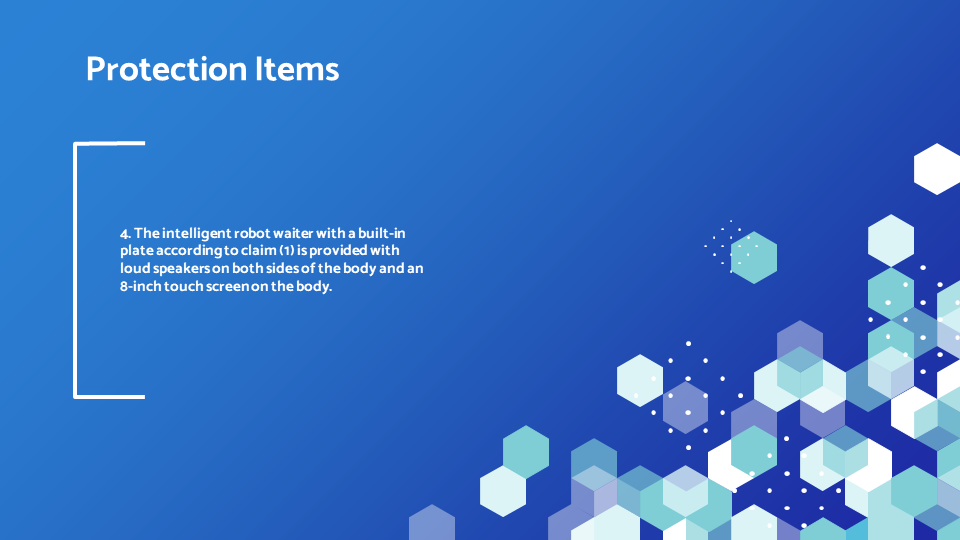 Protection Items
4. The intelligent robot waiter with a built-in
plate according to claim (1) is provided with
loud speakers on both sides of the body and an
8-inch touch screen on the body.